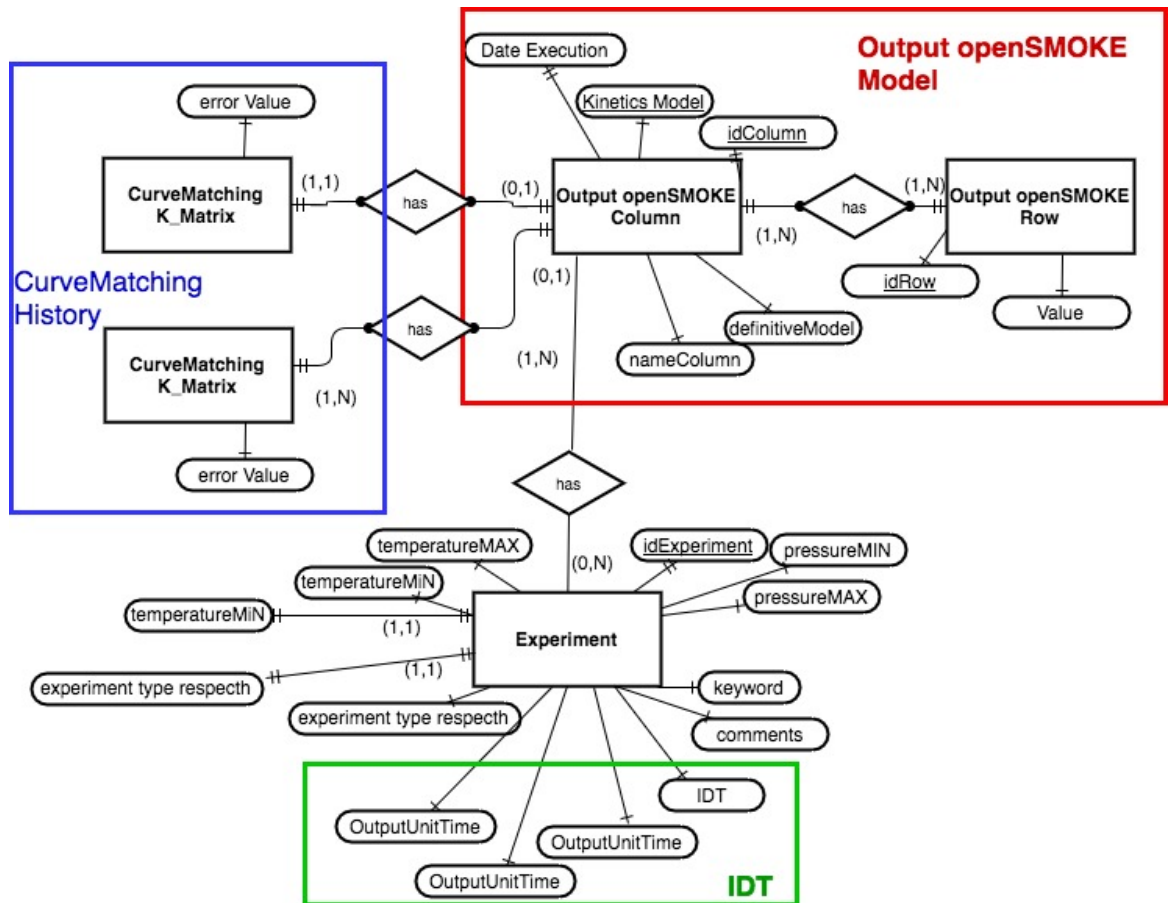 Output openSMOKE
Model
Date Execution
Kinetics Model
idColumn
error Value
CurveMatching
K_Matrix
(1,1)
has
(0,1)
Output openSMOKE
Column
(1,N)
has
(1,N)
Output openSMOKE
Row
idRow
Value
CurveMatching
History
has
(0,1)
definitiveModel
nameColumn
CurveMatching
K_Matrix
(1,N)
(1,N)
error Value
has
temperatureMAX
(0,N)
idExperiment
pressureMIN
temperatureMiN
temperatureMiN
(1,1)
pressureMAX
Experiment
(1,1)
experiment type respecth
experiment type respecth
keyword
comments
IDT
OutputUnitTime
OutputUnitTime
OutputUnitTime
IDT